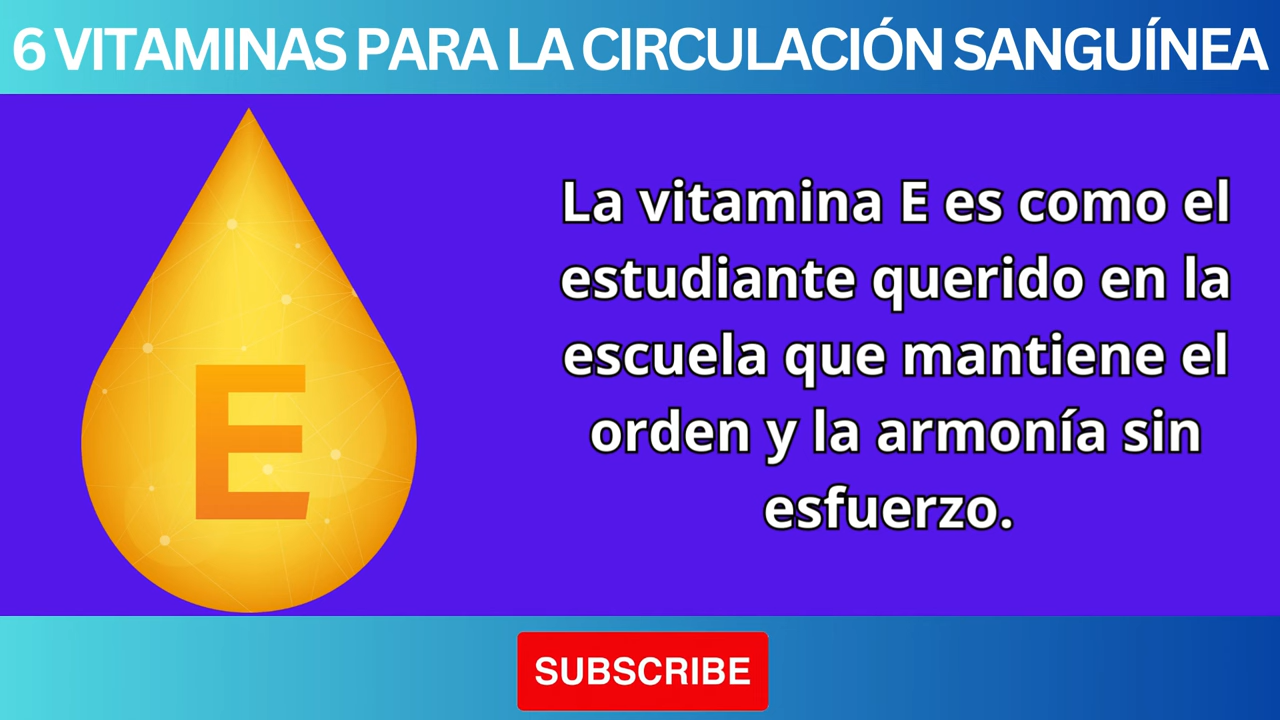 6 VITAMINAS PARA LA CIRCULACIÓN SANGUÍNEA
E
La vitamina E es como el
estudiante querido en la
escuela que mantiene el
orden y la armonía sin
esfuerzo.
SUBSCRIBE